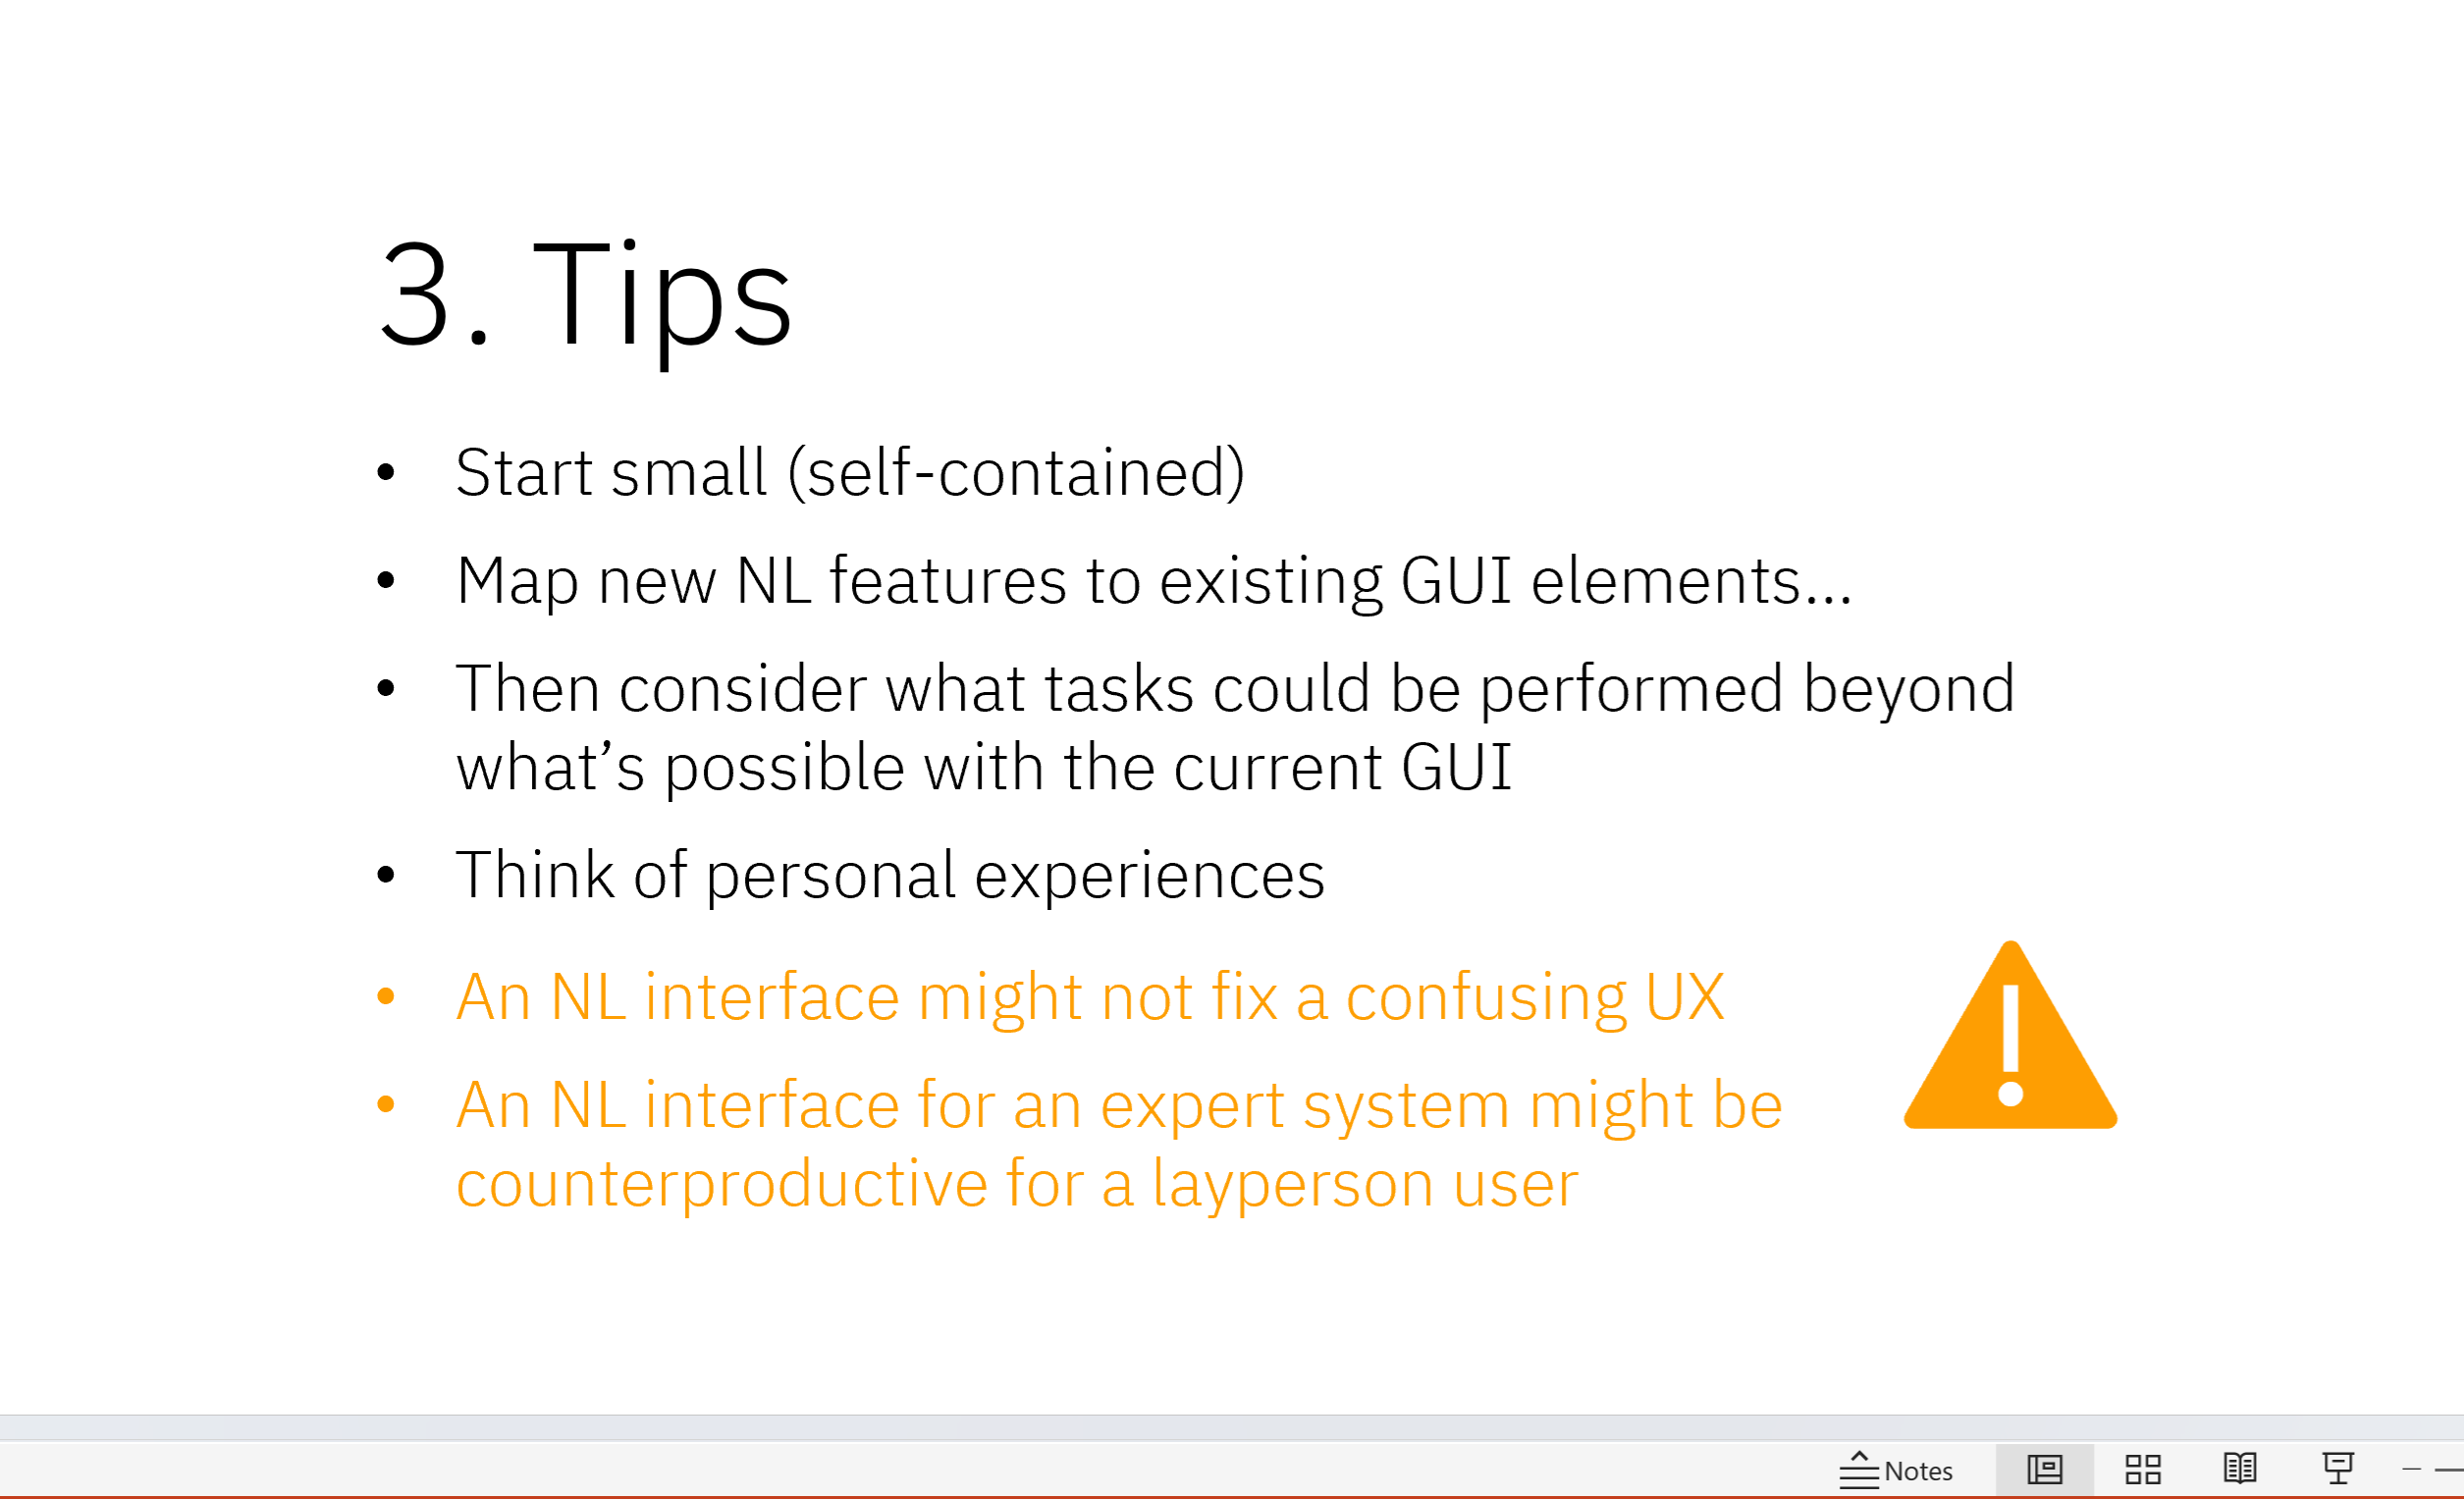 3. Tips
• Start small (self-contained)
• Map new NL features to existing GUI elements…
• Then consider what tasks could be performed beyond
what’s possible with the current GUI
• Think of personal experiences
• An NL interface might not fix a confusing UX
• An NL interface for an expert system might be
counterproductive for a layperson user
Notes